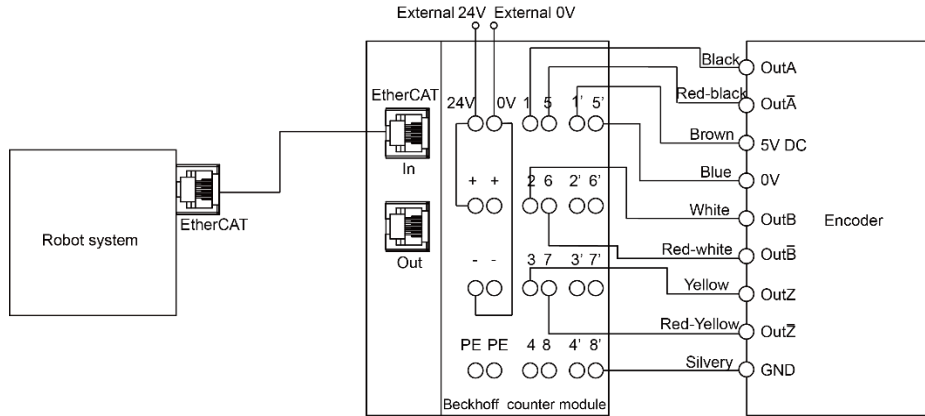 External 24V External 0V
EtherCAT
24V 0V 1 5 1’ 5’
In
+ + 2 6 2’ 6’
Out
- - 3 7 3’ 7’
PE PE 4 8 4’ 8’
Beckhoff counter module
Robot system
EtherCAT
Black OutA
Red-black OutA̅
Brown 5V DC
Blue 0V
White OutB
Red-white OutB̅
Yellow OutZ
Red-Yellow OutZ̅
Silvery GND
Encoder